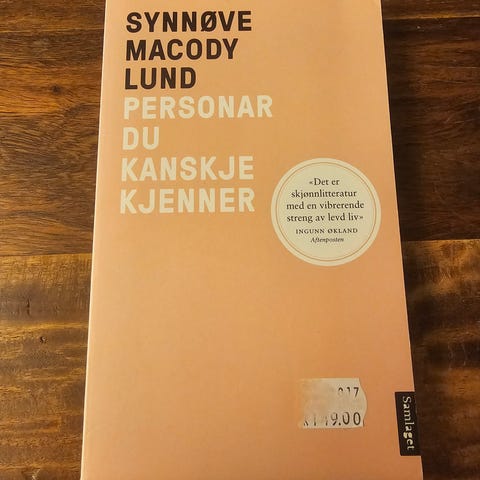 SYNNØVE
MACODY
LUND
PERSONAR
DU
KANSKJE
KJENNER
«Det er
skjønnlitteratur
med en vibrerende
streng av levd liv»
INGUNN ØKLAND
Aftenposten
Samlaget